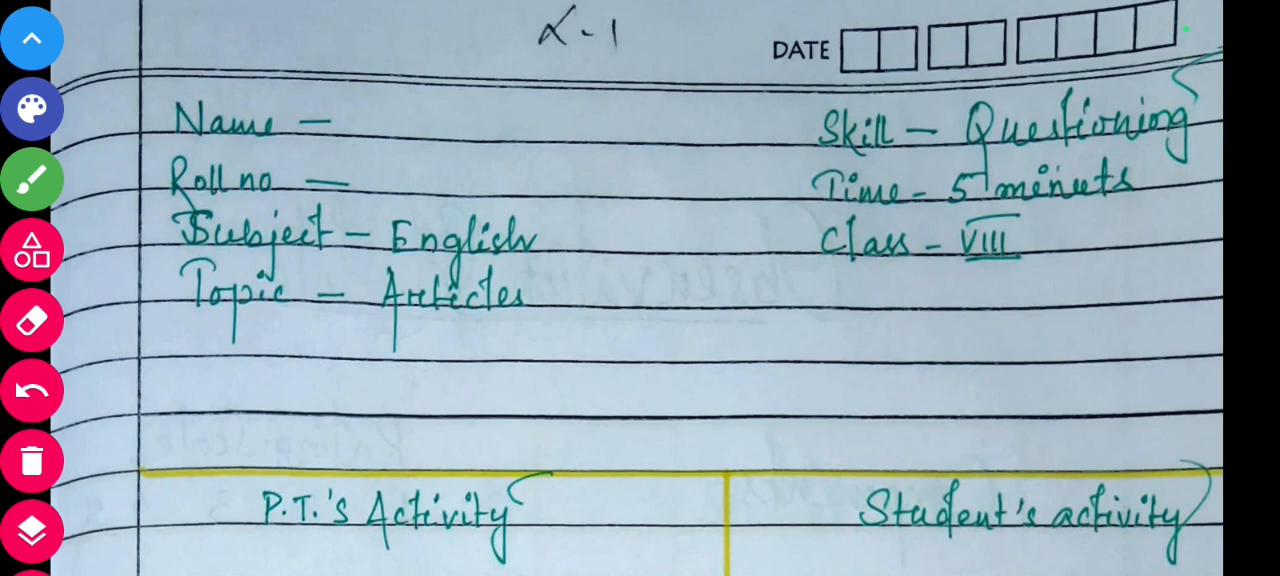 L-1
DATE
Name -
Skill - Questioning
Roll no -
Time - 5 minuts
Subject - English
Class - VIII
Topic - Articles
P.T.'s Activity
Student's activity